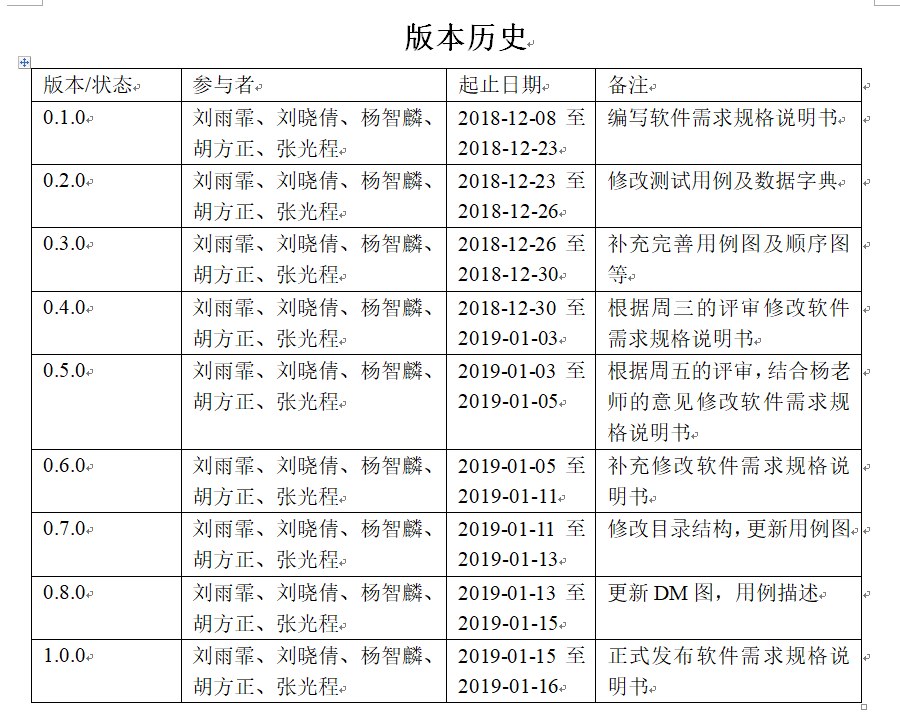 版本历史
版本/状态 参与者 起止日期 备注
0.1.0 刘雨霏、刘晓倩、杨智麟、 2018-12-08 至 编写软件需求规格说明书
胡方正、张光程 2018-12-23
0.2.0 刘雨霏、刘晓倩、杨智麟、 2018-12-23 至 修改测试用例及数据字典
胡方正、张光程 2018-12-26
0.3.0 刘雨霏、刘晓倩、杨智麟、 2018-12-26 至 补充完善用例图及顺序图
胡方正、张光程 2018-12-30 等
0.4.0 刘雨霏、刘晓倩、杨智麟、 2018-12-30 至 根据周三的评审修改软件
胡方正、张光程 2019-01-03 需求规格说明书
0.5.0 刘雨霏、刘晓倩、杨智麟、 2019-01-03 至 根据周五的评审，结合杨老
胡方正、张光程 2019-01-05 师的意见修改软件需求规
格说明书
0.6.0 刘雨霏、刘晓倩、杨智麟、 2019-01-05 至 补充修改软件需求规格说
胡方正、张光程 2019-01-11 明书
0.7.0 刘雨霏、刘晓倩、杨智麟、 2019-01-11 至 修改目录结构，更新用例图
胡方正、张光程 2019-01-13
0.8.0 刘雨霏、刘晓倩、杨智麟、 2019-01-13 至 更新 DM 图，用例描述
胡方正、张光程 2019-01-15
1.0.0 刘雨霏、刘晓倩、杨智麟、 2019-01-15 至 正式发布软件需求规格说
胡方正、张光程 2019-01-16 明书